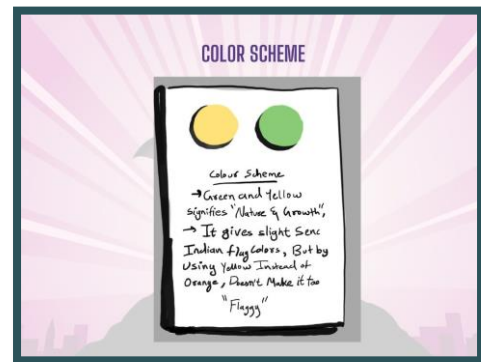 COLOR SCHEME
Colour Scheme
→ Green and Yellow
signifies "Nature & Growth",
→ It gives slight Senc
Indian flag colors, But by
Using Yellow Instead of
Orange, Doesn't Make it too
"Flaggy"